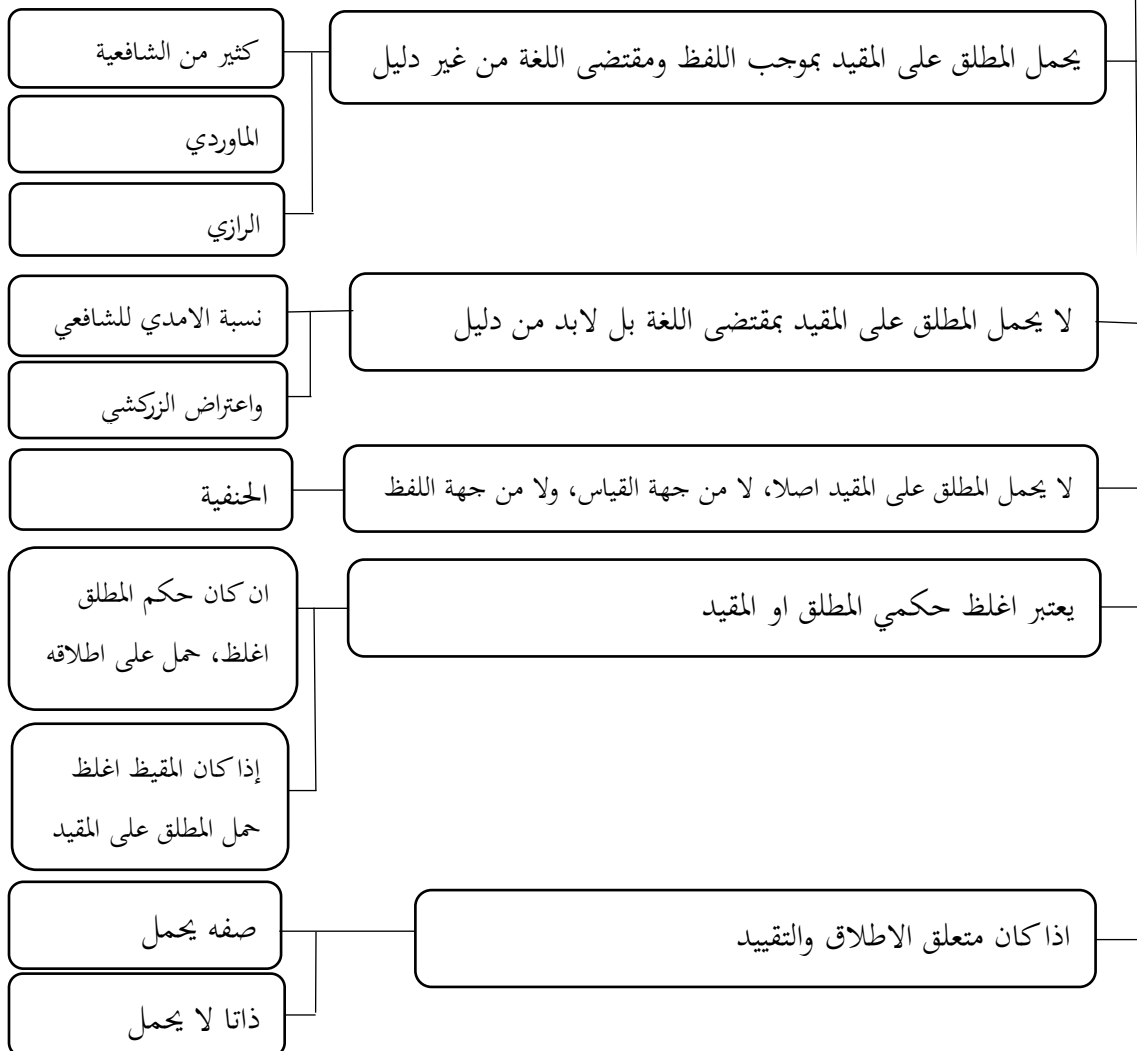 يحمل المطلق على المقيد بموجب اللفظ ومقتضى اللغة من غير دليل
كثير من الشافعية
الماوردي
الرازي
لا يحمل المطلق على المقيد بمقتضى اللغة بل لابد من دليل
نسبة الامدي للشافعي
واعتراض الزركشي
لا يحمل المطلق على المقيد اصلا، لا من جهة القياس، ولا من جهة اللفظ
الحنفية
يعتبر اغلظ حكمي المطلق او المقيد
ان كان حكم المطلق
اغلظ، حمل على اطلاقه
إذا كان المقيظ اغلظ
حمل المطلق على المقيد
اذا كان متعلق الاطلاق والتقييد
صفه يحمل
ذاتا لا يحمل